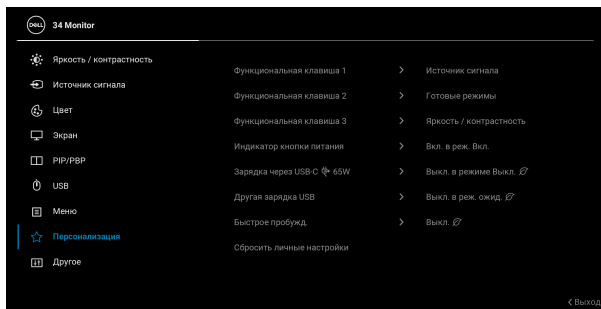 DELL 34 Monitor
Яркость / контрастность
Источник сигнала
Цвет
Экран
PIP/PBP
USB
Меню
Персонализация
Другое
Функциональная клавиша 1 > Источник сигнала
Функциональная клавиша 2 > Готовые режимы
Функциональная клавиша 3 > Яркость / контрастность
Индикатор кнопки питания > Вкл. в реж. Вкл.
Зарядка через USB-C 65W > Выкл. в режиме Выкл.
Другая зарядка USB > Выкл. в реж. ожид.
Быстрое пробужд. > Выкл.
Сбросить личные настройки
Выход